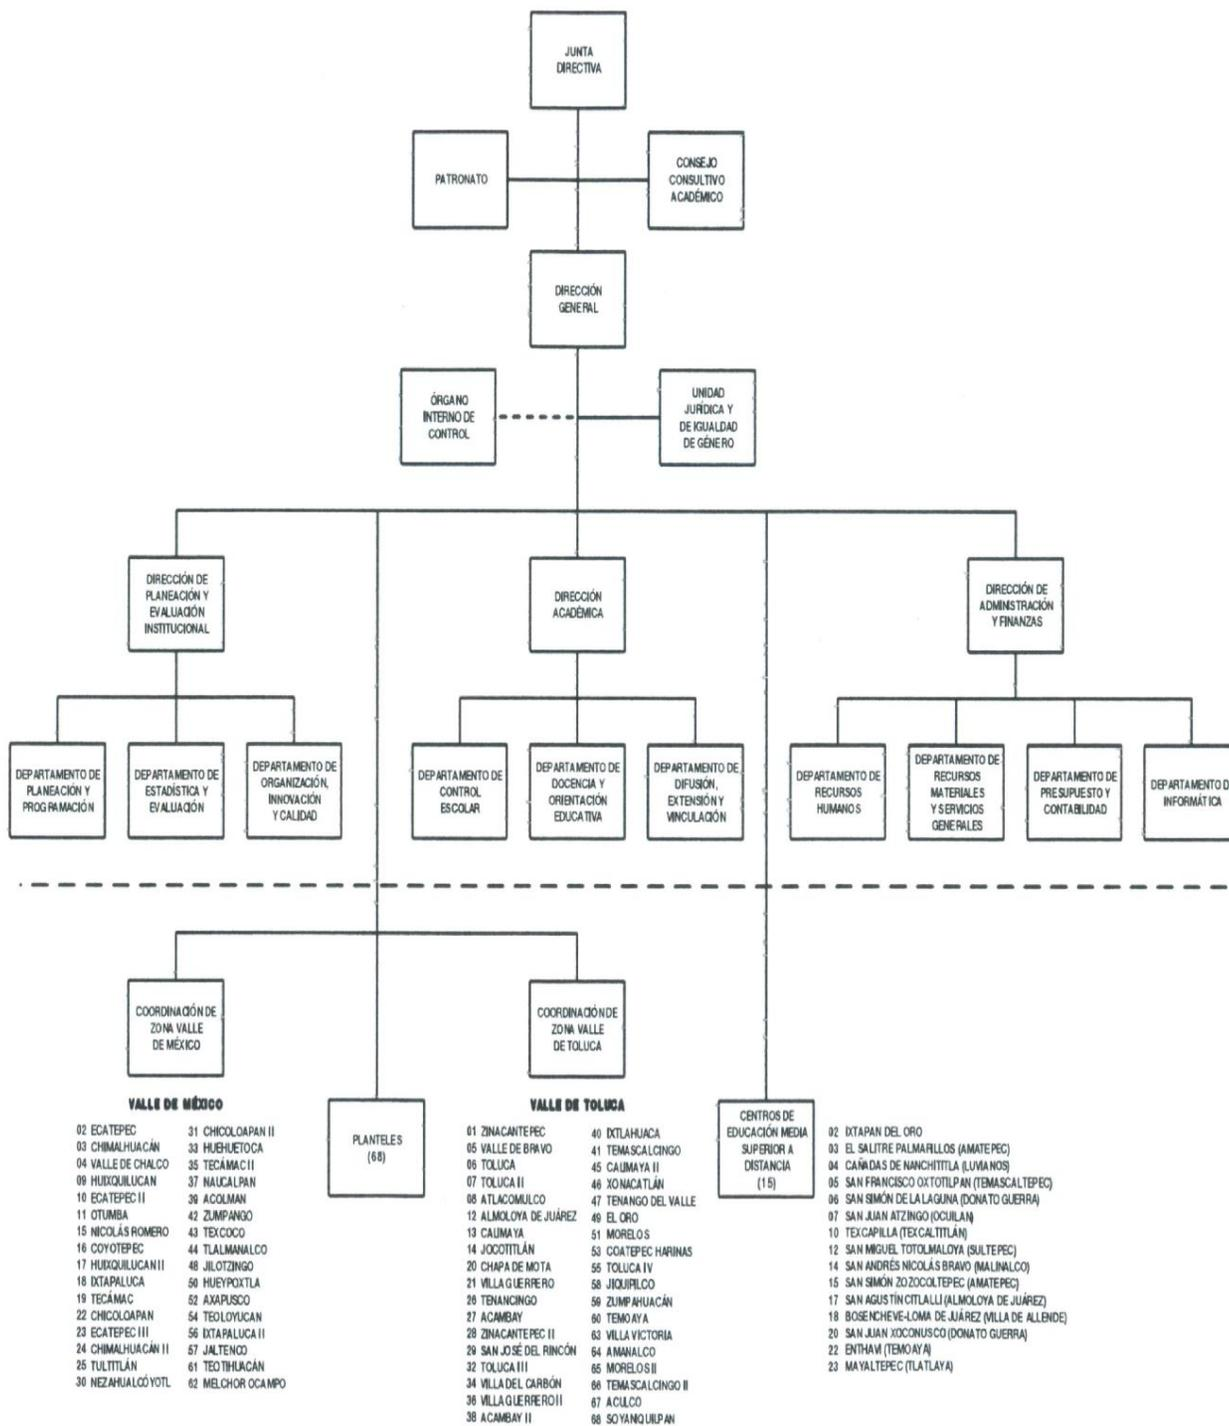 JUNTA
DIRECTIVA
PATRONATO
CONSEJO
CONSULTIVO
ACADÉMICO
DIRECCIÓN
GENERAL
ÓRGANO
INTERNO DE
CONTROL
UNIDAD
JURÍDICA Y
DE IGUALDAD
DE GÉNERO
DIRECCIÓN DE
PLANEACIÓN Y
EVALUACIÓN
INSTITUCIONAL
DIRECCIÓN
ACADÉMICA
DIRECCIÓN DE
ADMINISTRACIÓN
Y FINANZAS
DEPARTAMENTO DE
PLANEACIÓN Y
PROGRAMACIÓN
DEPARTAMENTO DE
ESTADÍSTICA Y
EVALUACIÓN
DEPARTAMENTO DE
ORGANIZACIÓN,
INNOVACIÓN
Y CALIDAD
DEPARTAMENTO DE
CONTROL
ESCOLAR
DEPARTAMENTO DE
DOCENCIA Y
ORIENTACIÓN
EDUCATIVA
DEPARTAMENTO DE
DIFUSIÓN,
EXTENSIÓN Y
VINCULACIÓN
DEPARTAMENTO DE
RECURSOS
HUMANOS
DEPARTAMENTO DE
RECURSOS
MATERIALES
Y SERVICIOS
GENERALES
DEPARTAMENTO DE
PRESUPUESTO Y
CONTABILIDAD
DEPARTAMENTO D
INFORMÁTICA
COORDINACIÓN DE
ZONA VALLE
DE MÉXICO
COORDINACIÓN DE
ZONA VALLE
DE TOLUCA
VALLE DE MÉXICO
02 ECATEPEC
03 CHIMALHUACÁN
04 VALLE DE CHALCO
09 HUIXQUILUCAN
10 ECATEPEC II
11 OTUMBA
15 NICOLÁS ROMERO
16 COYOTEPEC
17 HUIXQUILUCAN II
18 IXTAPALUCA
19 TECÁMAC
22 CHICOLOAPAN
23 ECATEPEC III
24 CHIMALHUACÁN II
25 TULTITLÁN
30 NEZAHUALCÓYOTL
31 CHICOLOAPAN II
33 HUEHUETOCA
35 TECÁMAC II
37 NAUCALPAN
39 ACOLMAN
42 ZUMPANGO
43 TEXCOCO
44 TLALMANALCO
48 JILOTZINGO
50 HUEYPOXTLA
52 AXAPUSCO
54 TEOLOYUCAN
56 IXTAPALUCA II
57 JALTENCO
61 TEOTIHUACÁN
62 MELCHOR OCAMPO
PLANTELES
(68)
VALLE DE TOLUCA
01 ZINACANTEPEC
05 VALLE DE BRAVO
06 TOLUCA
07 TOLUCA II
08 ATLACOMULCO
12 ALMOLOYA DE JUÁREZ
13 CALIMAYA
14 JOCOTITLÁN
20 CHAPA DE MOTA
21 VILLA GUERRERO
26 TENANCINGO
27 ACAMBAY
28 ZINACANTEPEC II
29 SAN JOSÉ DEL RINCÓN
32 TOLUCA III
34 VILLA DEL CARBÓN
36 VILLA GUERRERO II
38 ACAMBAY II
40 IXTLAHUACA
41 TEMASCALCINGO
45 CALIMAYA II
46 XONACATLÁN
47 TENANGO DEL VALLE
49 EL ORO
51 MORELOS
53 COATEPEC HARINAS
55 TOLUCA IV
58 JIQUIPILCO
59 ZUMPAHUACÁN
60 TEMOAYA
63 VILLA VICTORIA
64 AMANALCO
65 MORELOS II
66 TEMASCALCINGO II
67 ACULCO
68 SOYANIQUILPAN
CENTROS DE
EDUCACIÓN MEDIA
SUPERIOR A
DISTANCIA
(15)
02 IXTAPAN DEL ORO
03 EL SALITRE PALMARILLOS (AMATEPEC)
04 CAÑADAS DE NANCHITITLA (LUVIANOS)
05 SAN FRANCISCO OXTOTILPAN (TEMASCALTEPEC)
06 SAN SIMÓN DE LA LAGUNA (DONATO GUERRA)
07 SAN JUAN ATZINGO (OCUILAN)
10 TEXCAPILLA (TEXCALTITLÁN)
12 SAN MIGUEL TOTOLMALOYA (SULTEPEC)
14 SAN ANDRÉS NICOLÁS BRAVO (MALINALCO)
15 SAN SIMÓN ZOZOCOLTEPEC (AMATEPEC)
17 SAN AGUSTÍN CITLALLI (ALMOLOYA DE JUÁREZ)
18 BOSENCHEVE-LOMA DE JUÁREZ (VILLA DE ALLENDE)
20 SAN JUAN XOCONUSCO (DONATO GUERRA)
22 ENTHAVI (TEMOAYA)
23 MAYALTEPEC (TLATLAYA)